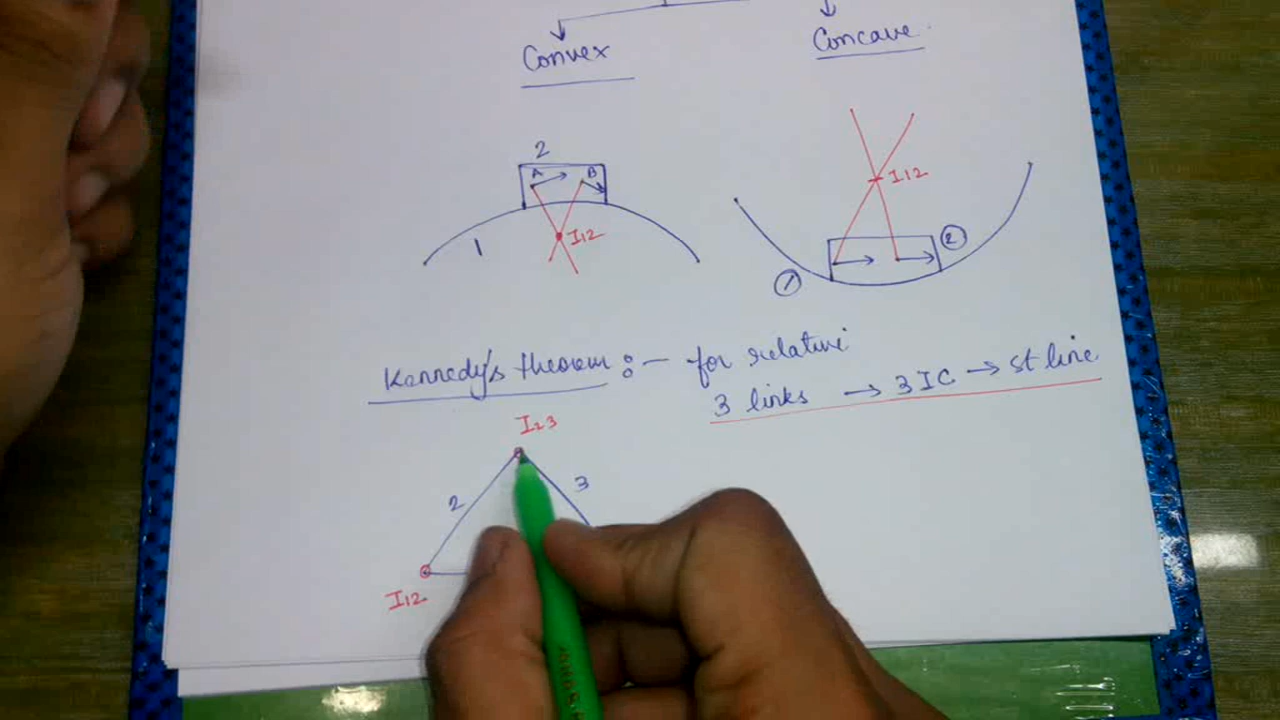 Convex
Concave
2
A
B
I12
1
I12
2
1
Kennedy's theorem :- for relative
3 links → 3 IC → st line
I23
2
3
I12